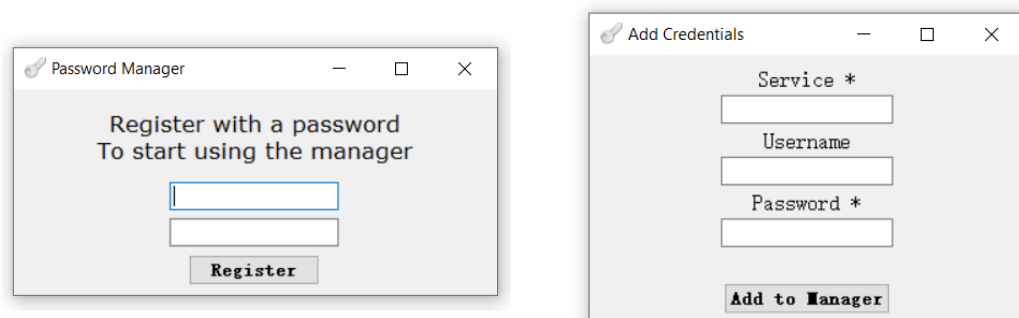 Password Manager
Register with a password
To start using the manager
Register
Add Credentials
Service *
Username
Password *
Add to Manager